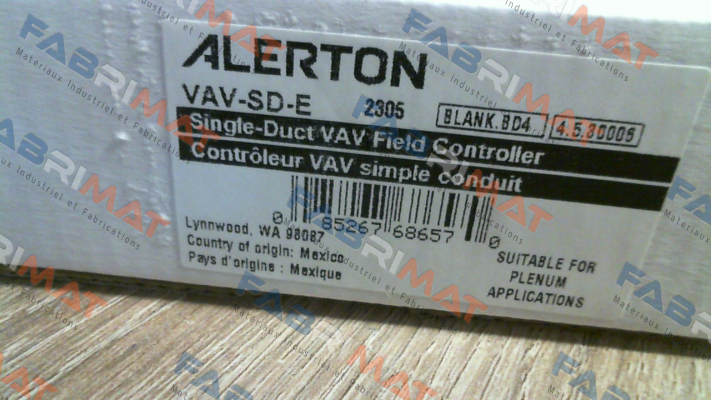 ALERTON
VAV-SD-E 2305 BLANK.BD4 4.5.80006
Single-Duct VAV Field Controller
Contrôleur VAV simple conduit
0 85267 68657 0
Lynnwood, WA 98087
Country of origin: Mexico
Pays d'origine : Mexique
SUITABLE FOR
PLENUM
APPLICATIONS
FABRIMAT
Matériaux Industriel et Fabrications